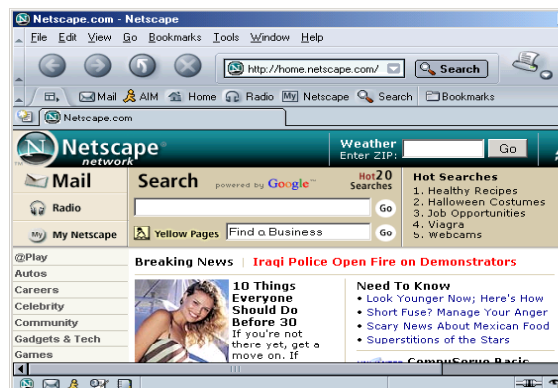 Netscape.com - Netscape
File Edit View Go Bookmarks Tools Window Help
http://home.netscape.com/ Search
Mail AIM Home Radio My Netscape Search Bookmarks
Netscape.com
N Netscape network
Weather
Enter ZIP: Go
Mail
Radio
My My Netscape
Search powered by Google™
Hot20 Searches
Go
Yellow Pages Find a Business Go
Hot Searches
1. Healthy Recipes
2. Halloween Costumes
3. Job Opportunities
4. Viagra
5. Webcams
@Play
Autos
Careers
Celebrity
Community
Gadgets & Tech
Games
Breaking News | Iraqi Police Open Fire on Demonstrators
10 Things
Everyone
Should Do
Before 30
If you're not
there yet, get a
move on. If
Need To Know
• Look Younger Now; Here's How
• Short Fuse? Manage Your Anger
• Scary News About Mexican Food
• Superstitions of the Stars
CompuServe Basic